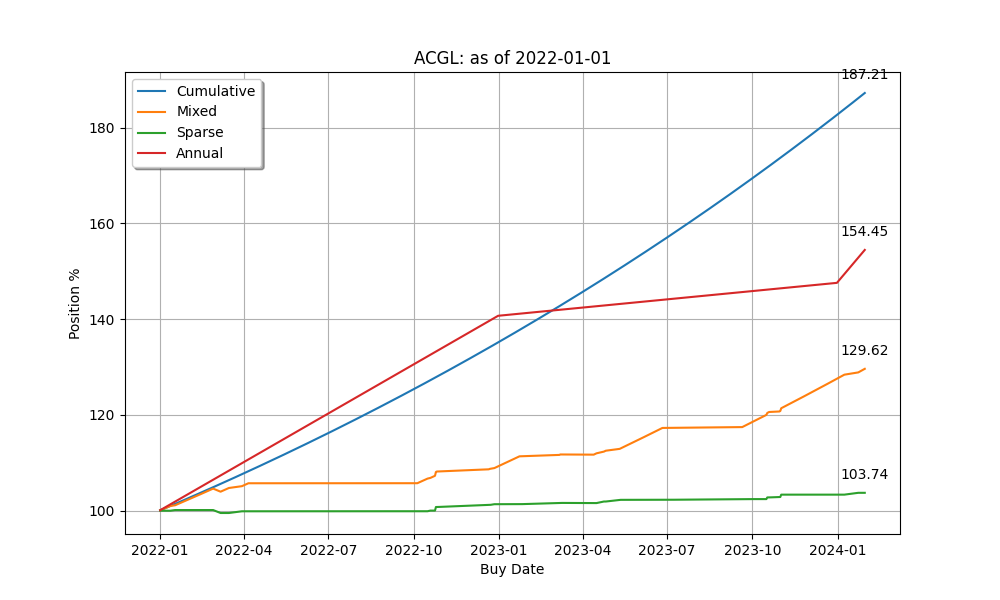 ACGL: as of 2022-01-01
187.21
Cumulative
Mixed
Sparse
Annual
180
160
154.45
Position %
140
129.62
120
103.74
100
2022-01 2022-04 2022-07 2022-10 2023-01 2023-04 2023-07 2023-10 2024-01
Buy Date